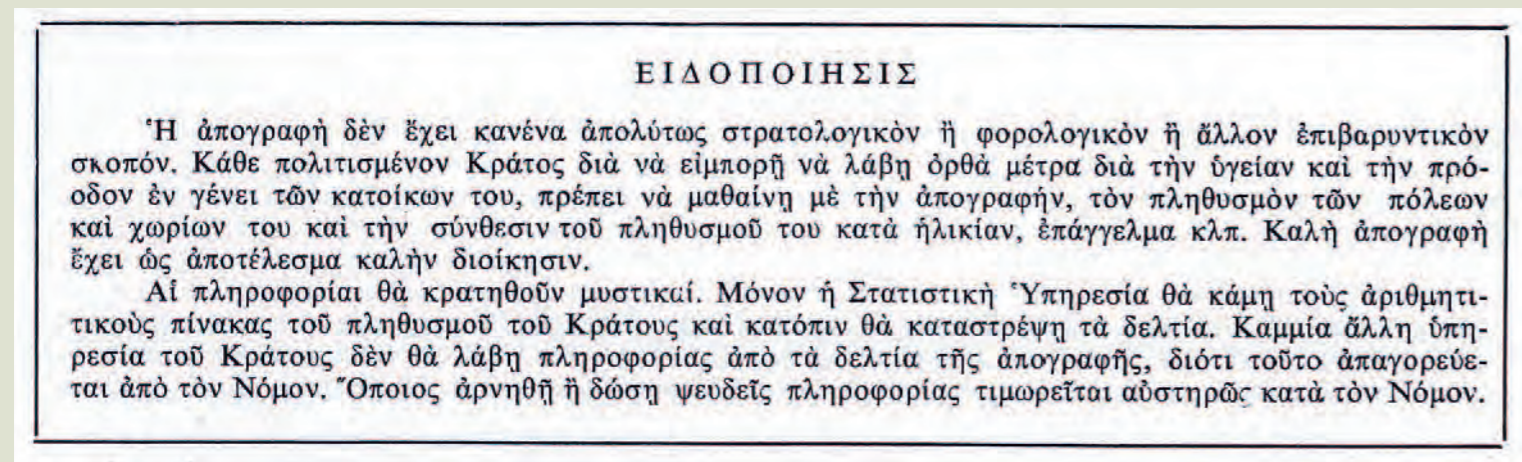 ΕΙΔΟΠΟΙΗΣΙΣ
Ἡ ἀπογραφὴ δὲν ἔχει κανένα ἀπολύτως στρατολογικὸν ἢ φορολογικὸν ἢ ἄλλον ἐπιβαρυντικὸν
σκοπόν. Κάθε πολιτισμένον Κράτος διὰ νὰ εἰμπορῇ νὰ λάβῃ ὀρθὰ μέτρα διὰ τὴν ὑγείαν καὶ τὴν πρό-
οδον ἐν γένει τῶν κατοίκων του, πρέπει νὰ μαθαίνῃ μὲ τὴν ἀπογραφήν, τὸν πληθυσμὸν τῶν πόλεων
καὶ χωρίων του καὶ τὴν σύνθεσιν τοῦ πληθυσμοῦ του κατὰ ἡλικίαν, ἐπάγγελμα κλπ. Καλὴ ἀπογραφὴ
ἔχει ὡς ἀποτέλεσμα καλὴν διοίκησιν.
Αἱ πληροφορίαι θὰ κρατηθοῦν μυστικαί. Μόνον ἡ Στατιστικὴ Ὑπηρεσία θὰ κάμῃ τοὺς ἀριθμητι-
τικοὺς πίνακας τοῦ πληθυσμοῦ τοῦ Κράτους καὶ κατόπιν θὰ καταστρέψῃ τὰ δελτία. Καμμία ἄλλη ὑπη-
ρεσία τοῦ Κράτους δὲν θὰ λάβῃ πληροφορίας ἀπὸ τὰ δελτία τῆς ἀπογραφῆς, διότι τοῦτο ἀπαγορεύε-
ται ἀπὸ τὸν Νόμον. Ὅποιος ἀρνηθῇ ἢ δώσῃ ψευδεῖς πληροφορίας τιμωρεῖται αὐστηρῶς κατὰ τὸν Νόμον.